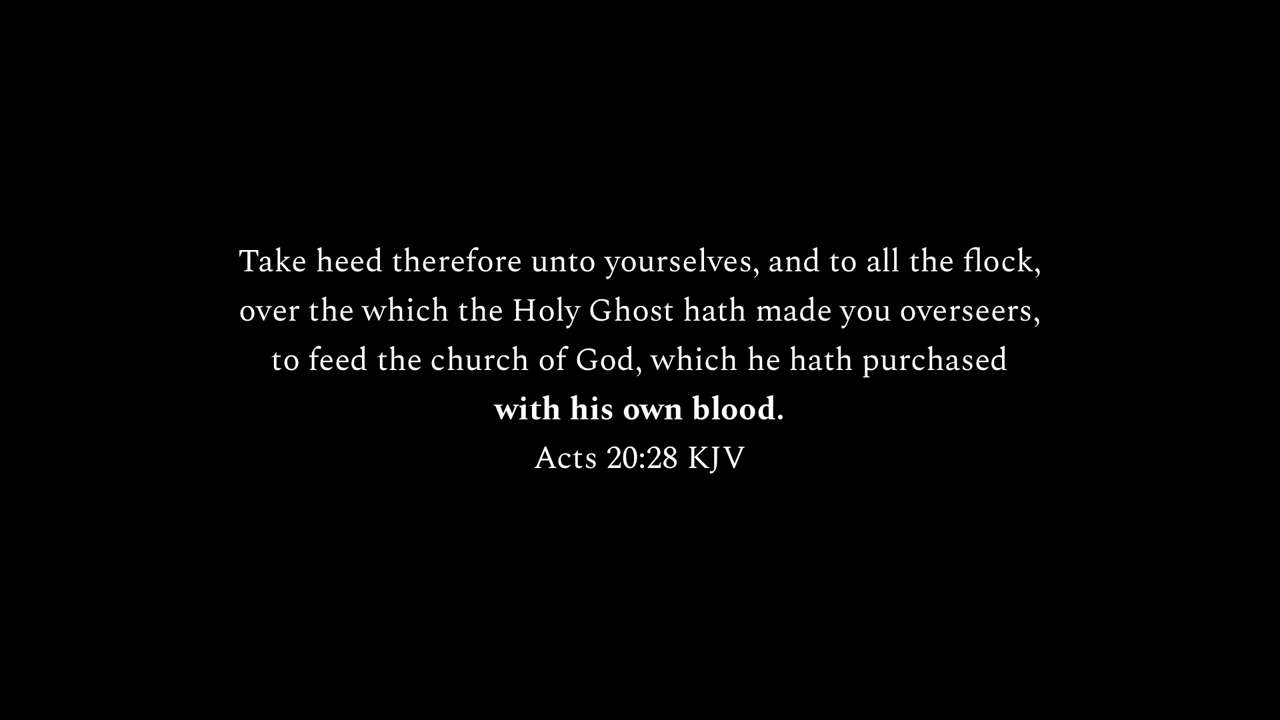 Take heed therefore unto yourselves, and to all the flock,
over the which the Holy Ghost hath made you overseers,
to feed the church of God, which he hath purchased
with his own blood.
Acts 20:28 KJV